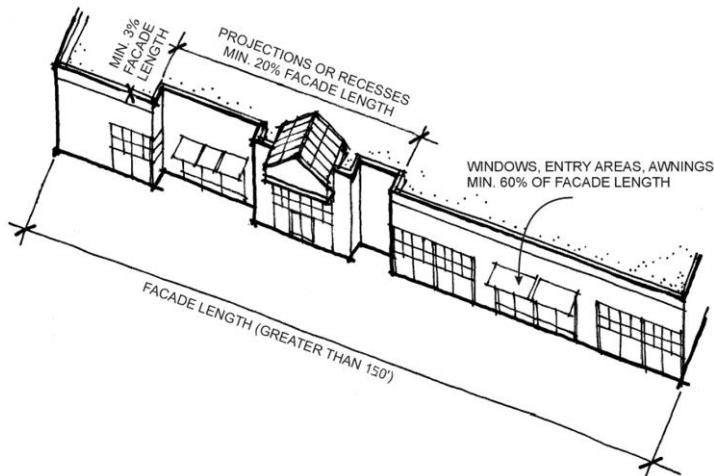 MIN. 3%
FACADE
LENGTH
PROJECTIONS OR RECESSES
MIN. 20% FACADE LENGTH
WINDOWS, ENTRY AREAS, AWNINGS
MIN. 60% OF FACADE LENGTH
FACADE LENGTH (GREATER THAN 150')